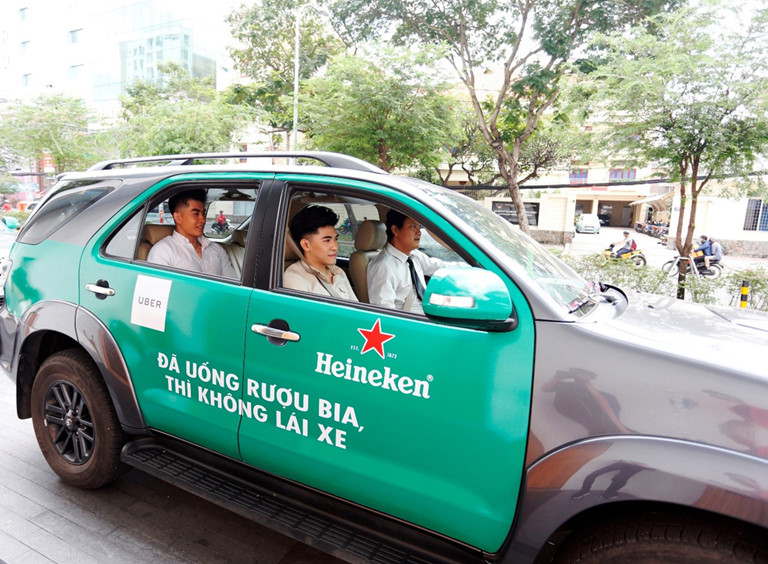 UBER
EST. 1873
Heineken®
ĐÃ UỐNG RƯỢU BIA,
THÌ KHÔNG LÁI XE